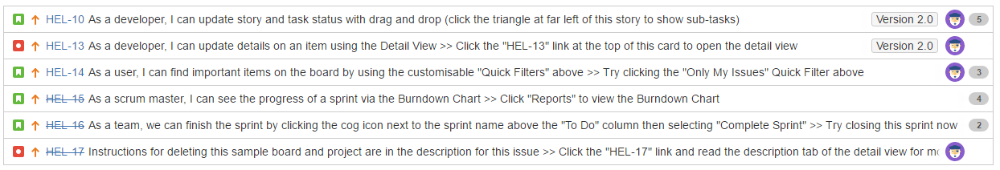 HEL-10 As a developer, I can update story and task status with drag and drop (click the triangle at far left of this story to show sub-tasks) Version 2.0 5
HEL-13 As a developer, I can update details on an item using the Detail View >> Click the "HEL-13" link at the top of this card to open the detail view Version 2.0
HEL-14 As a user, I can find important items on the board by using the customisable "Quick Filters" above >> Try clicking the "Only My Issues" Quick Filter above 3
HEL-15 As a scrum master, I can see the progress of a sprint via the Burndown Chart >> Click "Reports" to view the Burndown Chart 4
HEL-16 As a team, we can finish the sprint by clicking the cog icon next to the sprint name above the "To Do" column then selecting "Complete Sprint" >> Try closing this sprint now 2
HEL-17 Instructions for deleting this sample board and project are in the description for this issue >> Click the "HEL-17" link and read the description tab of the detail view for